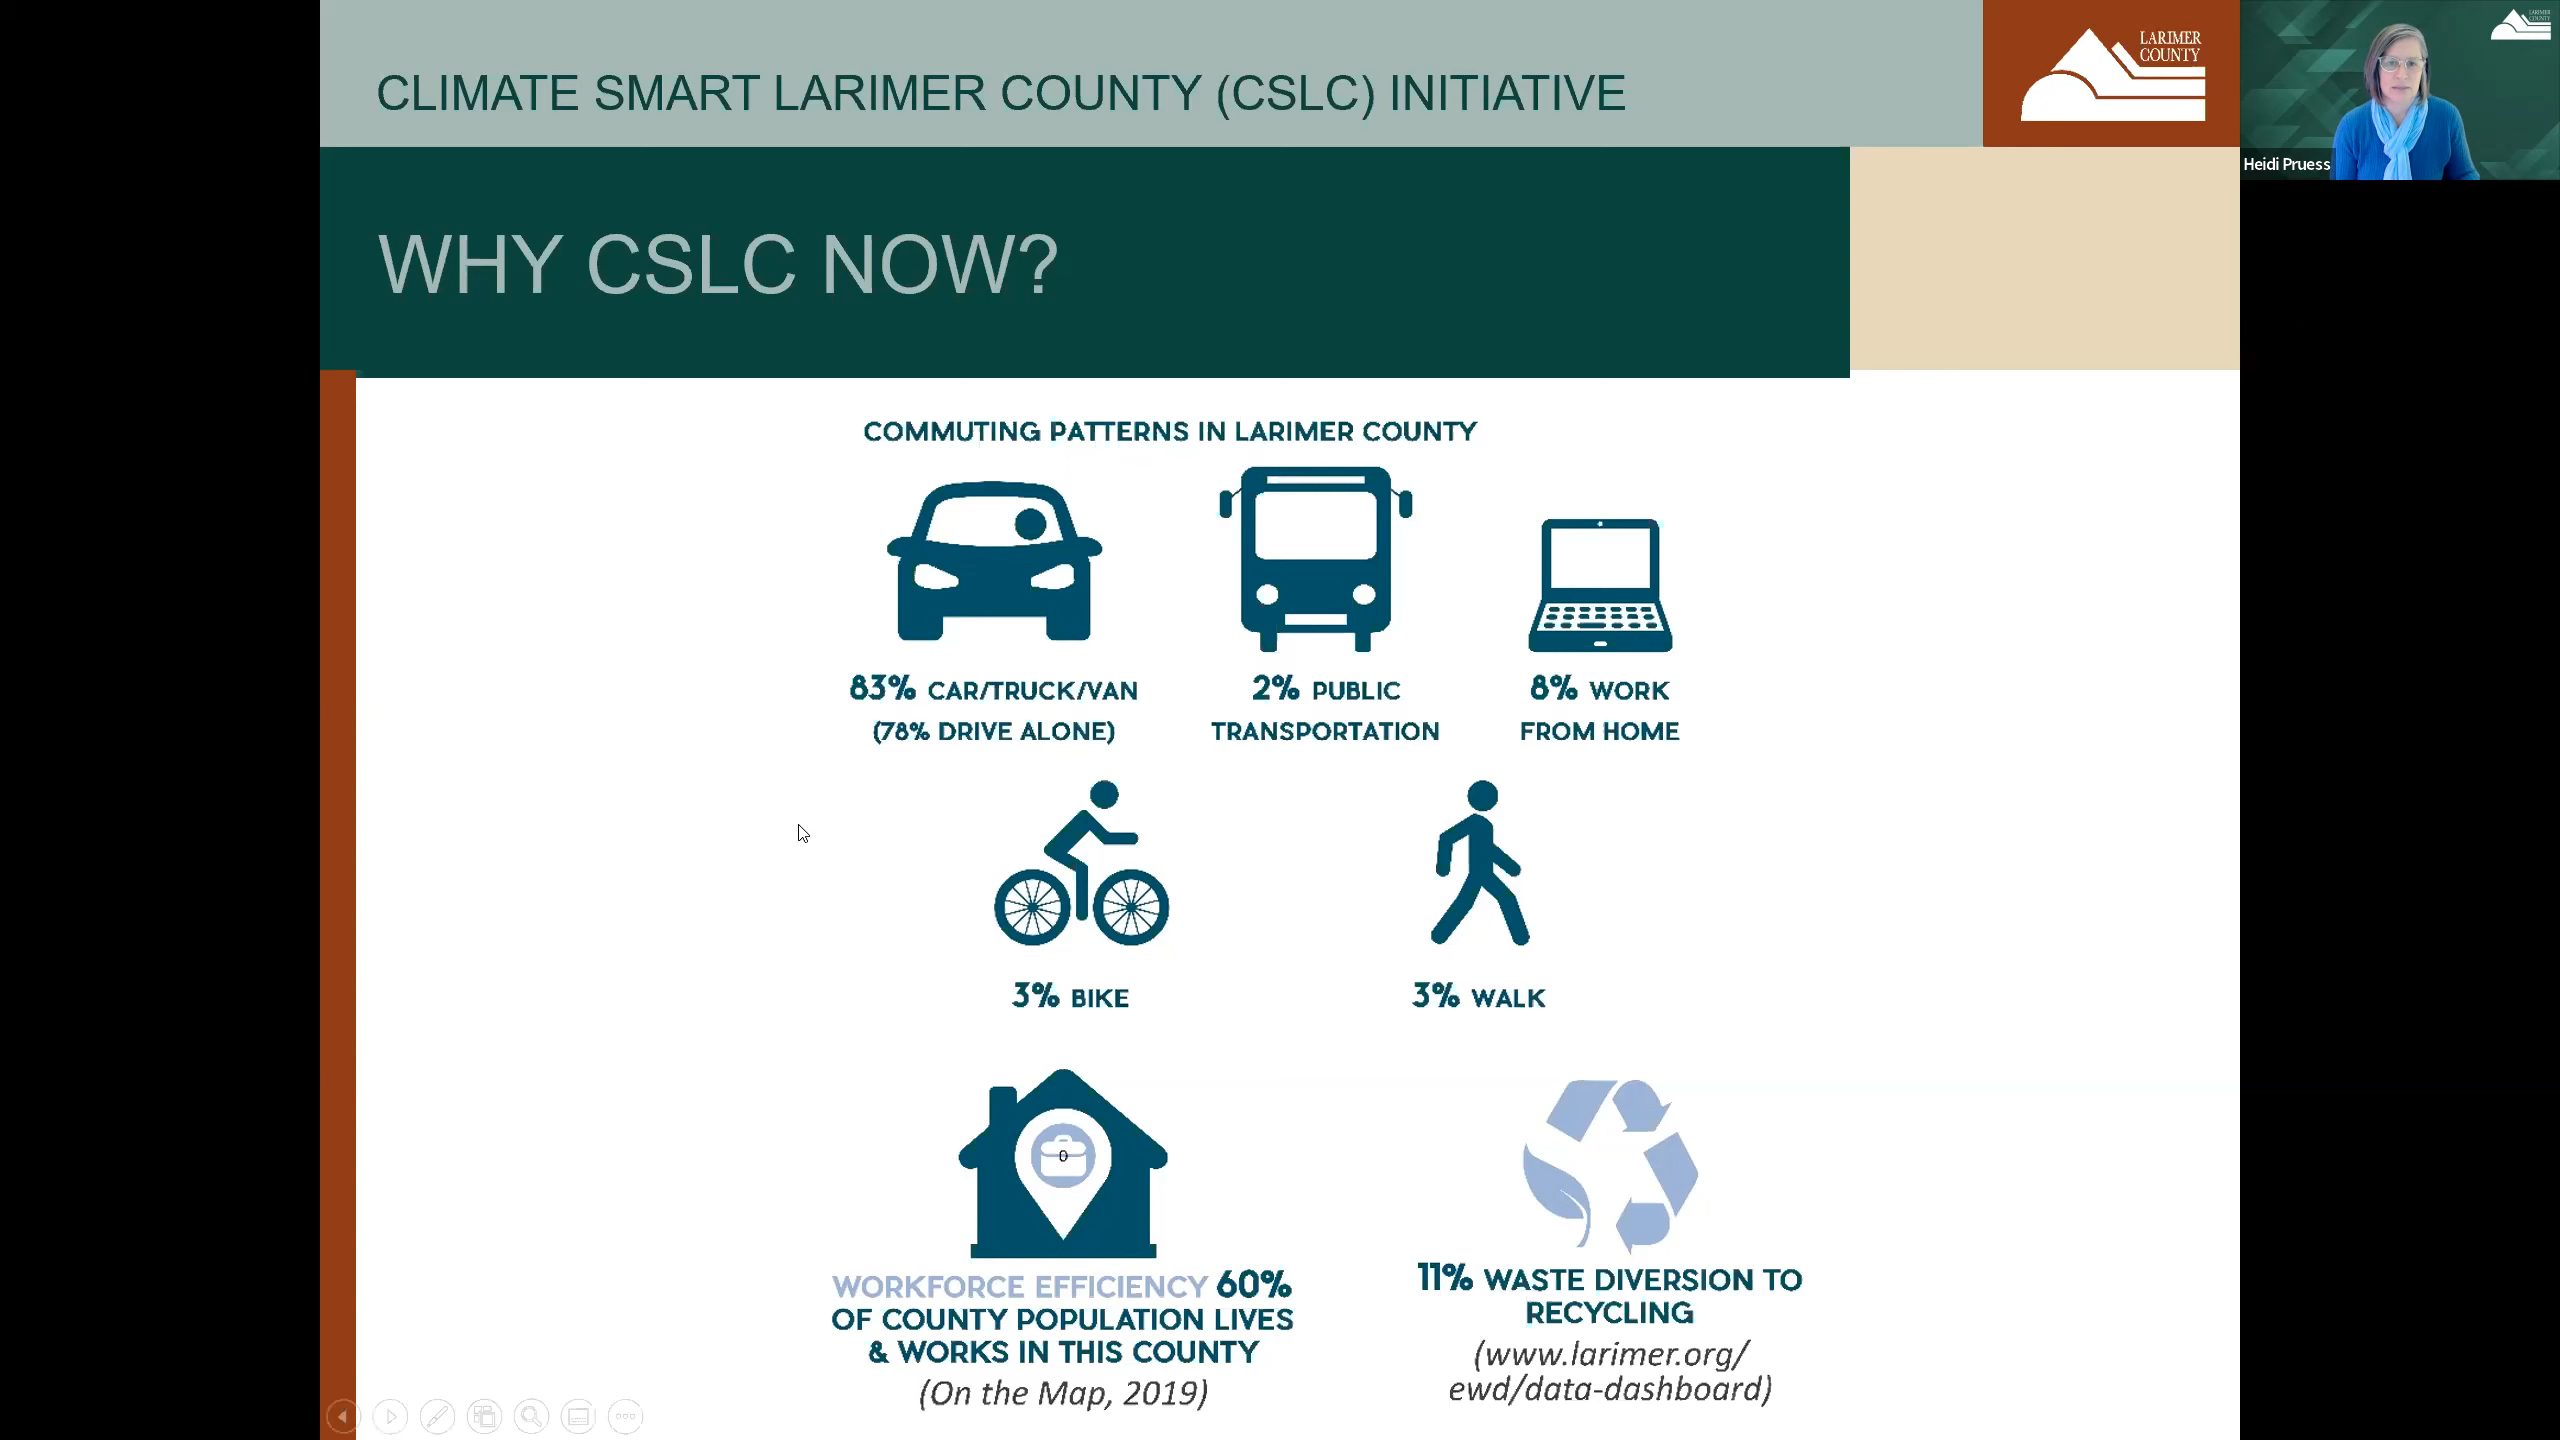 CLIMATE SMART LARIMER COUNTY (CSLC) INITIATIVE
LARIMER
COUNTY
LARIMER
COUNTY
Heidi Pruess
WHY CSLC NOW?
COMMUTING PATTERNS IN LARIMER COUNTY
83% CAR/TRUCK/VAN
(78% DRIVE ALONE)
2% PUBLIC
TRANSPORTATION
8% WORK
FROM HOME
3% BIKE
3% WALK
0
WORKFORCE EFFICIENCY 60%
OF COUNTY POPULATION LIVES
& WORKS IN THIS COUNTY
(On the Map, 2019)
11% WASTE DIVERSION TO
RECYCLING
(www.larimer.org/
ewd/data-dashboard)